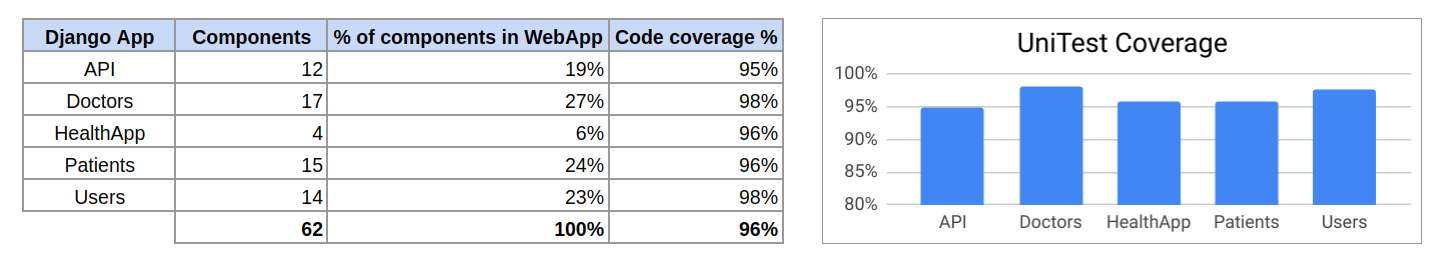 Django App Components % of components in WebApp Code coverage %
API 12 19% 95%
Doctors 17 27% 98%
HealthApp 4 6% 96%
Patients 15 24% 96%
Users 14 23% 98%
62 100% 96%
UniTest Coverage
100%
95%
90%
85%
80%
API Doctors HealthApp Patients Users